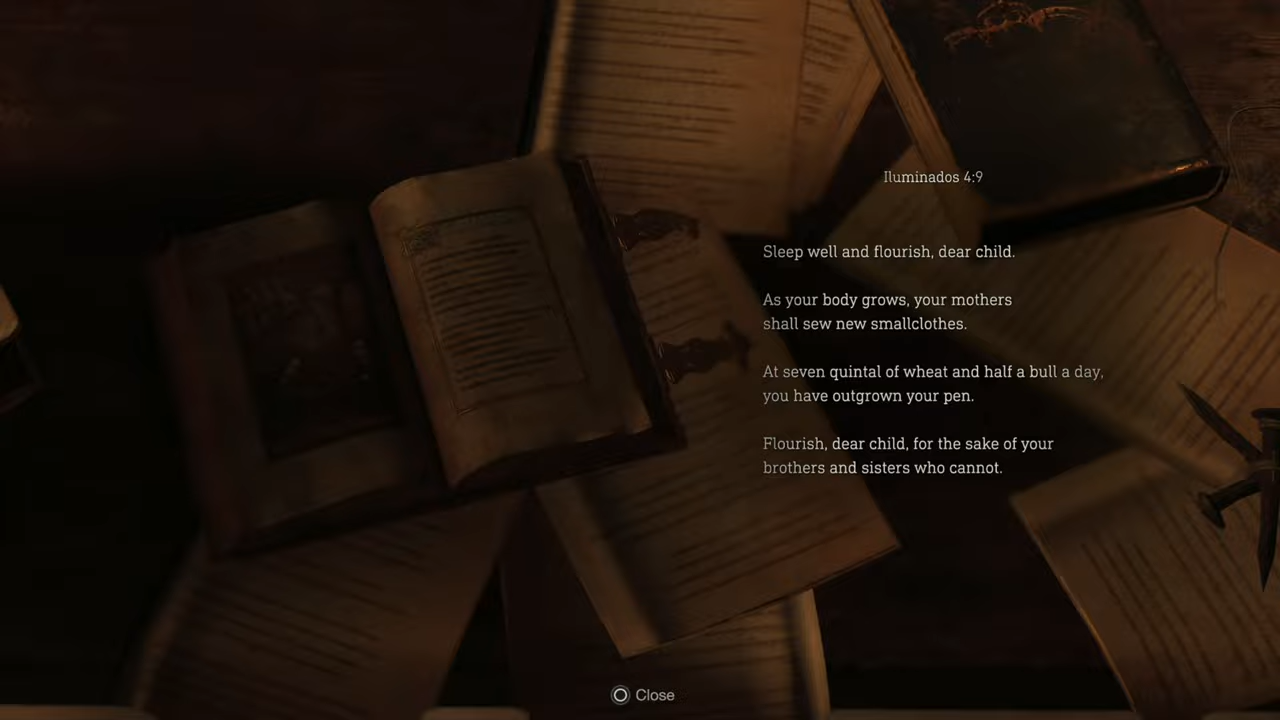 Iluminados 4:9
Sleep well and flourish, dear child.
As your body grows, your mothers
shall sew new smallclothes.
At seven quintal of wheat and half a bull a day,
you have outgrown your pen.
Flourish, dear child, for the sake of your
brothers and sisters who cannot.
Close